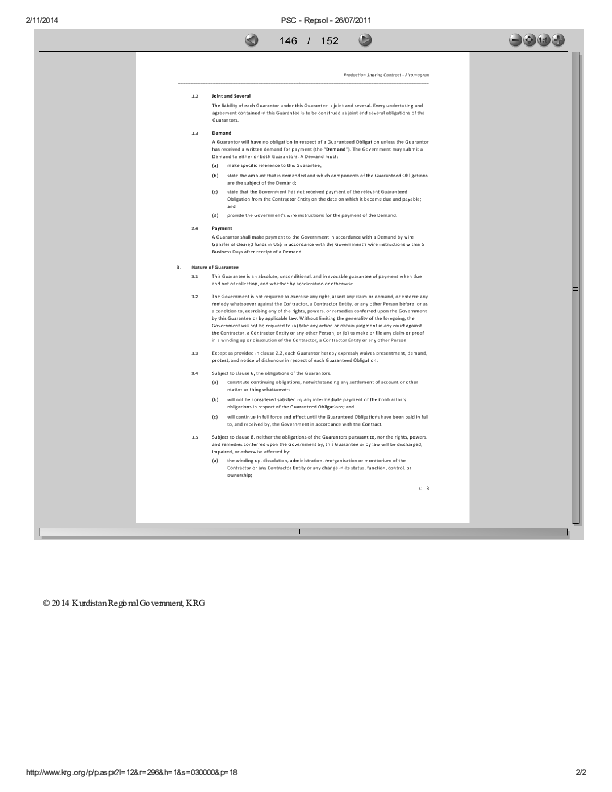 2/11/2014 PSC - Repsol - 26/07/2011
146 / 152
Production Sharing Contract -
2.2 Joint and Several
The liability of each Guarantor under this Guarantee is joint and several. Every undertaking and
agreement contained in this Guarantee is to be construed as joint and several obligations of the
Guarantors.
2.3 Demand
A Guarantor will have no obligation in respect of a Guaranteed Obligation unless the Guarantor
has received a written demand for payment (the "Demand"). The Government may submit a
Demand to either or both Guarantors. A Demand must:
(a) make specific reference to this Guarantee;
(b) state the amount that is demanded and which components of the Guaranteed Obligations
are the subject of the Demand;
(c) state that the Government has not received payment of the relevant Guaranteed
Obligation from the Contractor Entity on the date on which it became due and payable;
and
(d) provide the Government's wire instructions for the payment of the Demand.
2.4 Payment
A Guarantor shall make payment to the Government in accordance with a Demand by wire
transfer of cleared funds in US$ in accordance with the Government's wire instructions within 5
Business Days after receipt of a Demand.
3. Nature of Guarantee
3.1 This Guarantee is an absolute, unconditional, and irrevocable guarantee of payment when due
and not of collection, and whether by acceleration or otherwise.
3.2 The Government is not required to exercise any right, assert any claim or demand, or enforce any
remedy whatsoever against the Contractor, a Contractor Entity, or any other Person before, or as
a condition to, exercising any of the rights, powers, or remedies conferred upon the Government
by this Guarantee or by applicable law. Without limiting the generality of the foregoing, the
Government will not be required to
the Contractor, a Contractor Entity or any other Person, or to make or file any claim or proof
in a winding up or dissolution of the Contractor, a Contractor Entity or any other Person.
3.3 Except as provided in clause 2.3, each Guarantor hereby expressly waives presentment, demand,
protest, and notice of dishonour in respect of each Guaranteed Obligation.
3.4 Subject to clause 6, the obligations of the Guarantors:
(a) constitute continuing obligations, notwithstanding any settlement of account or other
matter or thing whatsoever;
(b) will not be considered satisfied by any intermediate payment of the Contractor's
obligations in respect of the Guaranteed Obligations; and
(c) will continue in full force and effect until the Guaranteed Obligations have been paid in full
to, and received by, the Government in accordance with the Contract.
3.5 Subject to clause 6, neither the obligations of the Guarantors pursuant to, nor the rights, powers,
and remedies conferred upon the Government by, this Guarantee or by law will be discharged,
impaired, or otherwise affected by:
(a) the winding up, dissolution, administration, reorganisation or moratorium of the
Contractor or any Contractor Entity or any change in its status, function, control, or
ownership;
© 2014 Kurdistan Regional Government, KRG
http://www.krg.org/p/p.aspx?l=12&r=296&h=1&s=030000&p=18 2/2